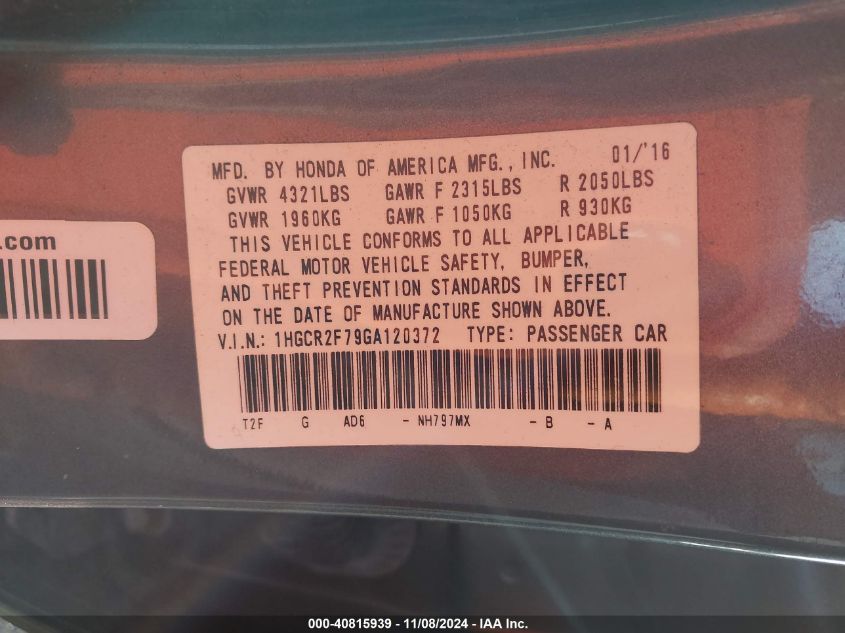 MFD. BY HONDA OF AMERICA MFG., INC. 01/'16
GVWR 4321LBS GAWR F 2315LBS R 2050LBS
GVWR 1960KG GAWR F 1050KG R 930KG
THIS VEHICLE CONFORMS TO ALL APPLICABLE
FEDERAL MOTOR VEHICLE SAFETY, BUMPER,
AND THEFT PREVENTION STANDARDS IN EFFECT
ON THE DATE OF MANUFACTURE SHOWN ABOVE.
V.I.N.: 1HGCR2F79GA120372 TYPE: PASSENGER CAR
T2F G AD6 - NH797MX - B - A
.com
000-40815939 - 11/08/2024 - IAA Inc.